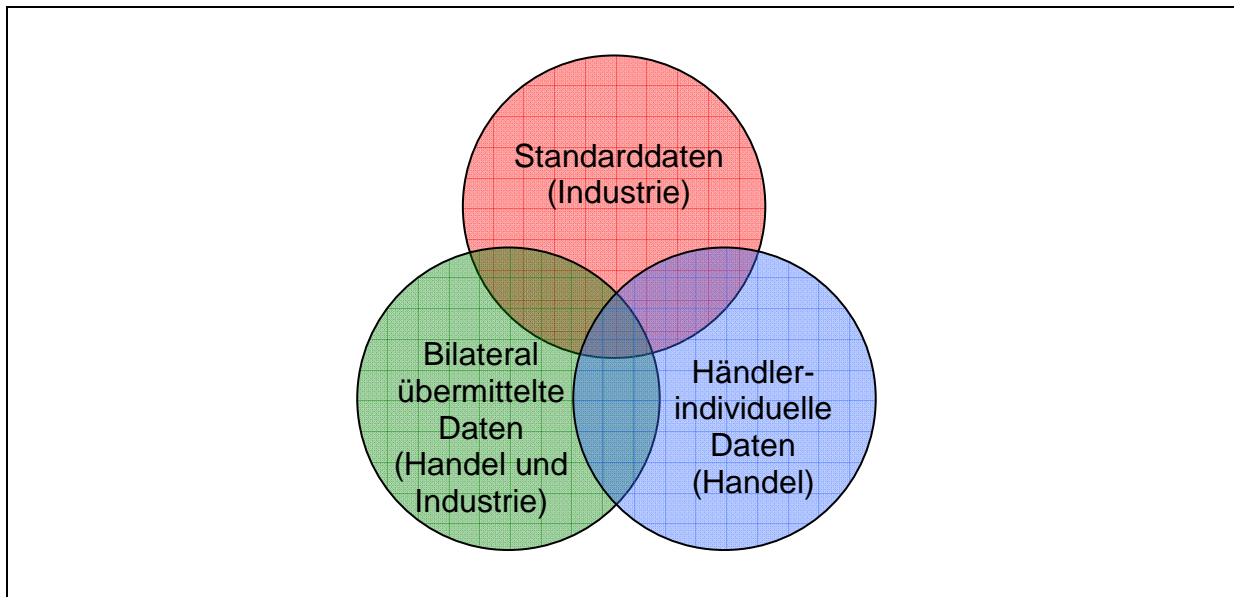 Standarddaten
(Industrie)
Bilateral
übermittelte
Daten
(Handel und
Industrie)
Händler-
individuelle
Daten
(Handel)